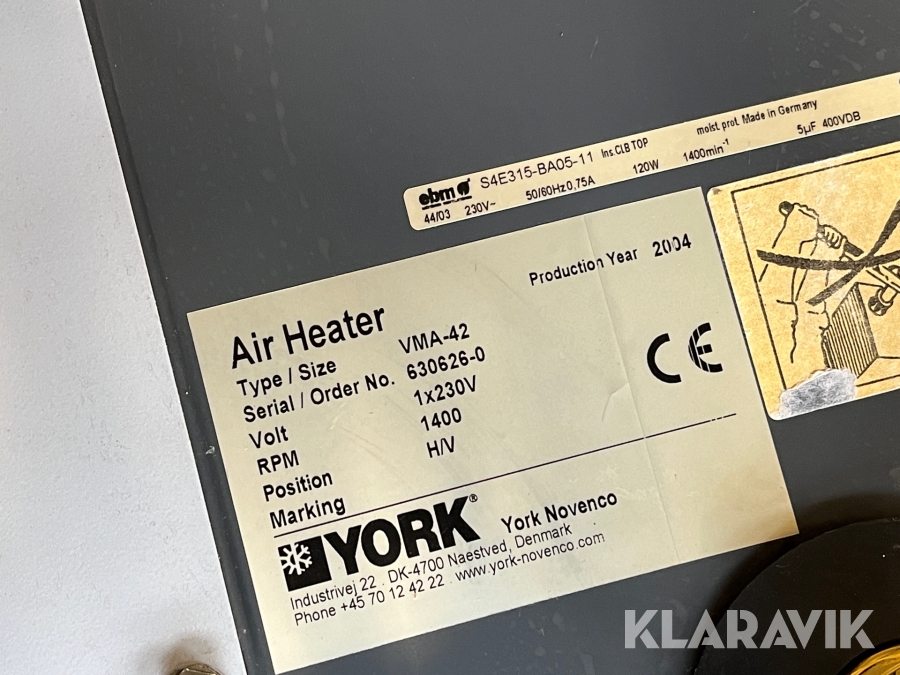 ebm S4E315-BA05-11 Ins.CLB TOP moist. prot. Made in Germany
44/03 230V~ 50/60Hz 0,75A 120W 1400min-1 5µF 400VDB
Production Year 2004
Air Heater
Type / Size VMA-42
Serial / Order No. 630626-0
Volt 1x230V
RPM 1400
Position H/V
Marking
CE
YORK® York Novenco
Industrivej 22 . DK-4700 Naestved, Denmark
Phone +45 70 12 42 22 . www.york-novenco.com
KLARAVIK